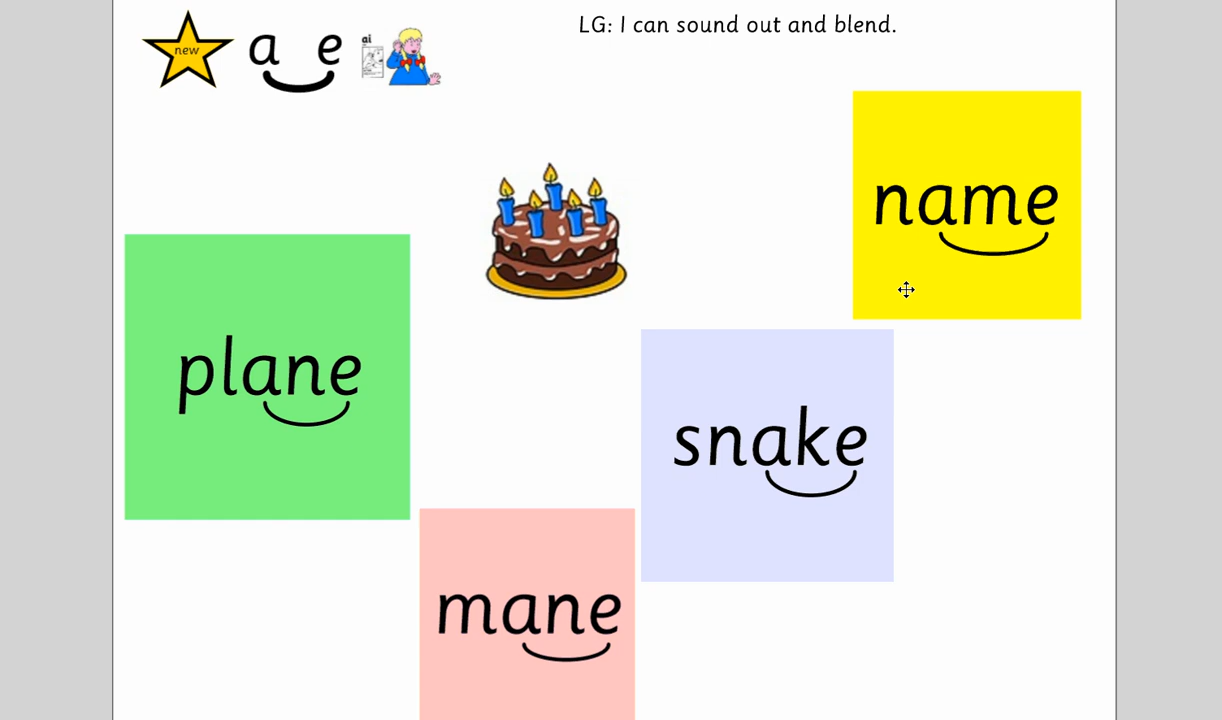 LG: I can sound out and blend.
new
a e
ai
name
plane
snake
mane